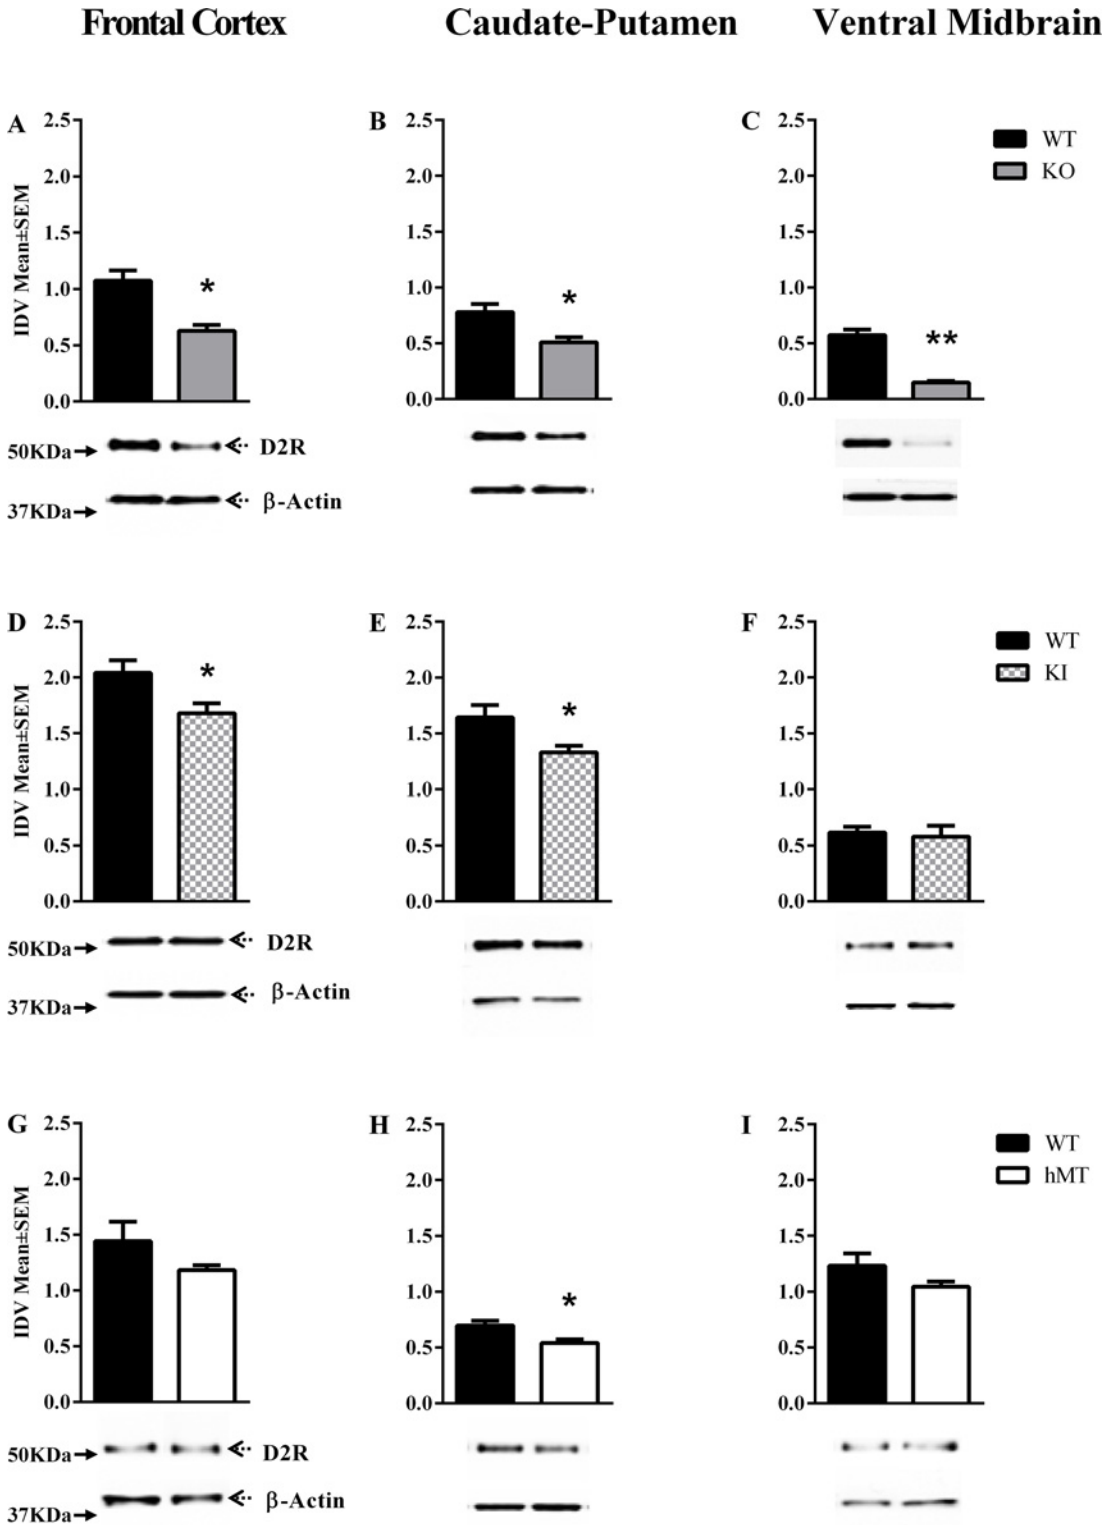 Frontal Cortex
Caudate-Putamen
Ventral Midbrain
A
IDV Mean±SEM
2.5
2.0
1.5
1.0
0.5
0.0
*
50KDa
D2R
37KDa
β-Actin
B
2.5
2.0
1.5
1.0
0.5
0.0
*
C
2.5
2.0
1.5
1.0
0.5
0.0
**
WT
KO
D
IDV Mean±SEM
2.5
2.0
1.5
1.0
0.5
0.0
*
50KDa
D2R
37KDa
β-Actin
E
2.5
2.0
1.5
1.0
0.5
0.0
*
F
2.5
2.0
1.5
1.0
0.5
0.0
WT
KI
G
IDV Mean±SEM
2.5
2.0
1.5
1.0
0.5
0.0
50KDa
D2R
37KDa
β-Actin
H
2.5
2.0
1.5
1.0
0.5
0.0
*
I
2.5
2.0
1.5
1.0
0.5
0.0
WT
hMT